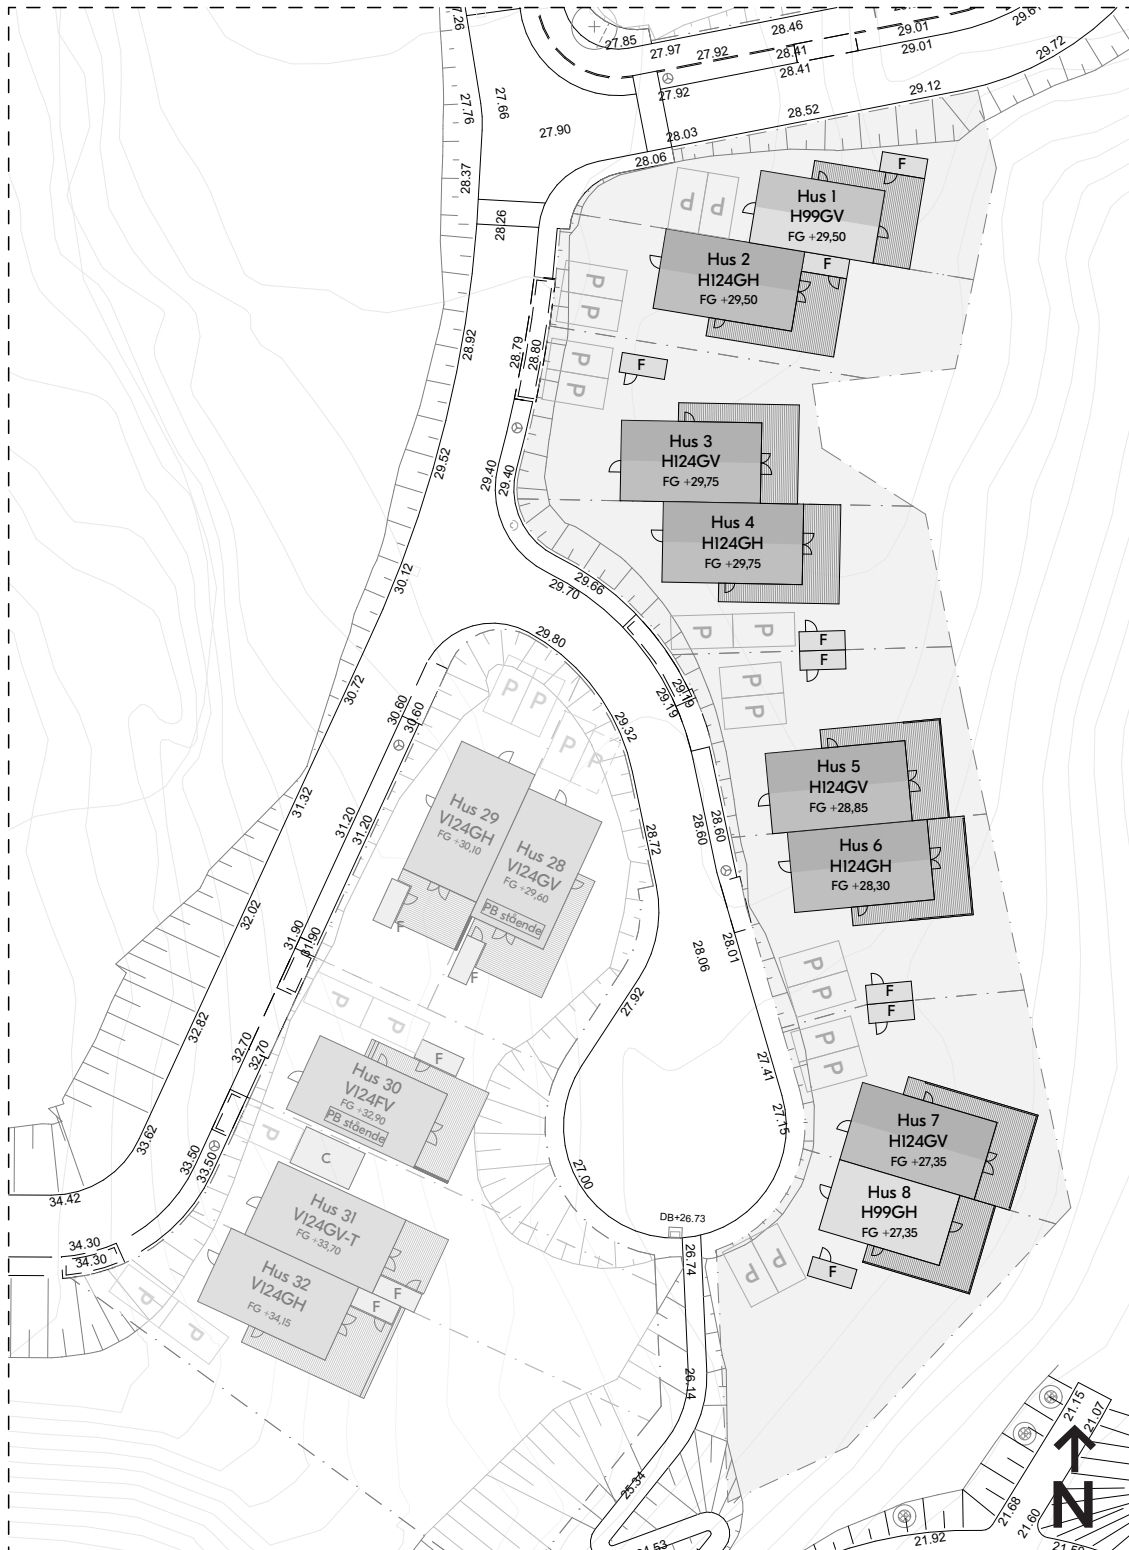 27.26
27.85
27.97
27.92
28.46
28.41
28.41
29.01
29.01
29.67
29.72
27.76
27.66
27.90
27.92
28.03
28.06
28.52
29.12
28.37
28.26
F
P P
Hus 1
H99GV
FG +29,50
Hus 2
H124GH
FG +29,50
F
P
P
28.92
28.79
28.80
P
P
F
29.52
29.40
29.40
Hus 3
H124GV
FG +29,75
Hus 4
H124GH
FG +29,75
30.12
29.70
29.66
29.80
P P
F
F
30.72
30.60
30.60
P P
P P
29.32
29.19
29.19
P
P
31.32
31.20
31.20
Hus 29
V124GH
FG +30,10
Hus 28
V124GV
FG +29,60
PB stående
F
F
28.72
28.60
28.60
Hus 5
H124GV
FG +28,85
Hus 6
H124GH
FG +28,30
32.02
31.90
31.90
28.06
28.01
27.92
P
P
F
F
P
P
32.82
32.70
32.70
P P
F
Hus 30
V124FV
FG +32,90
PB stående
27.41
27.15
27.00
33.62
33.50
33.50
P
C
Hus 7
H124GV
FG +27,35
Hus 8
H99GH
FG +27,35
F
34.42
34.30
34.30
Hus 31
V124GV-T
FG +33,70
Hus 32
V124GH
FG +34,15
F
F
P
P
DB+26.73
26.74
P P
26.14
25.34
24.53
21.15
21.07
N
21.68
21.60
21.92